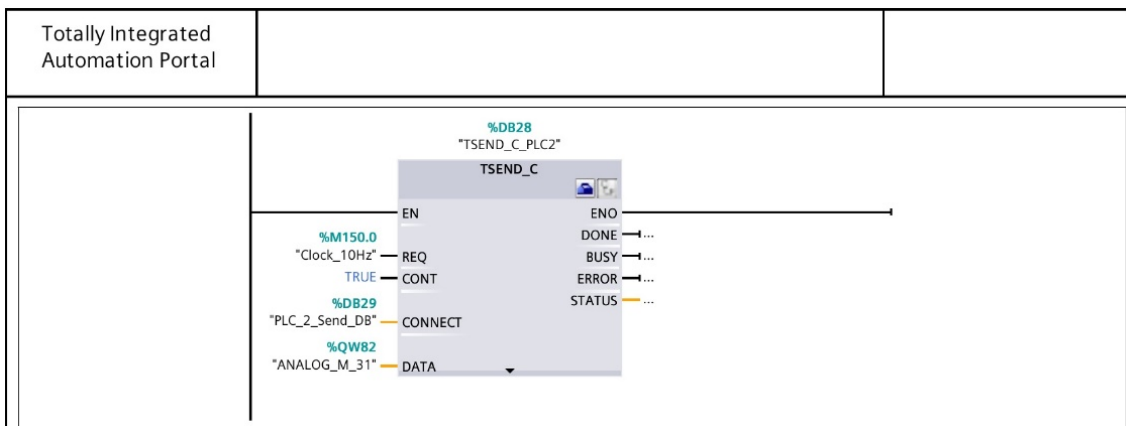 Totally Integrated
Automation Portal
%DB28
"TSEND_C_PLC2"
TSEND_C
EN ENO
%M150.0 DONE ...
"Clock_10Hz" REQ BUSY ...
TRUE CONT ERROR ...
%DB29 STATUS ...
"PLC_2_Send_DB" CONNECT
%QW82
"ANALOG_M_31" DATA